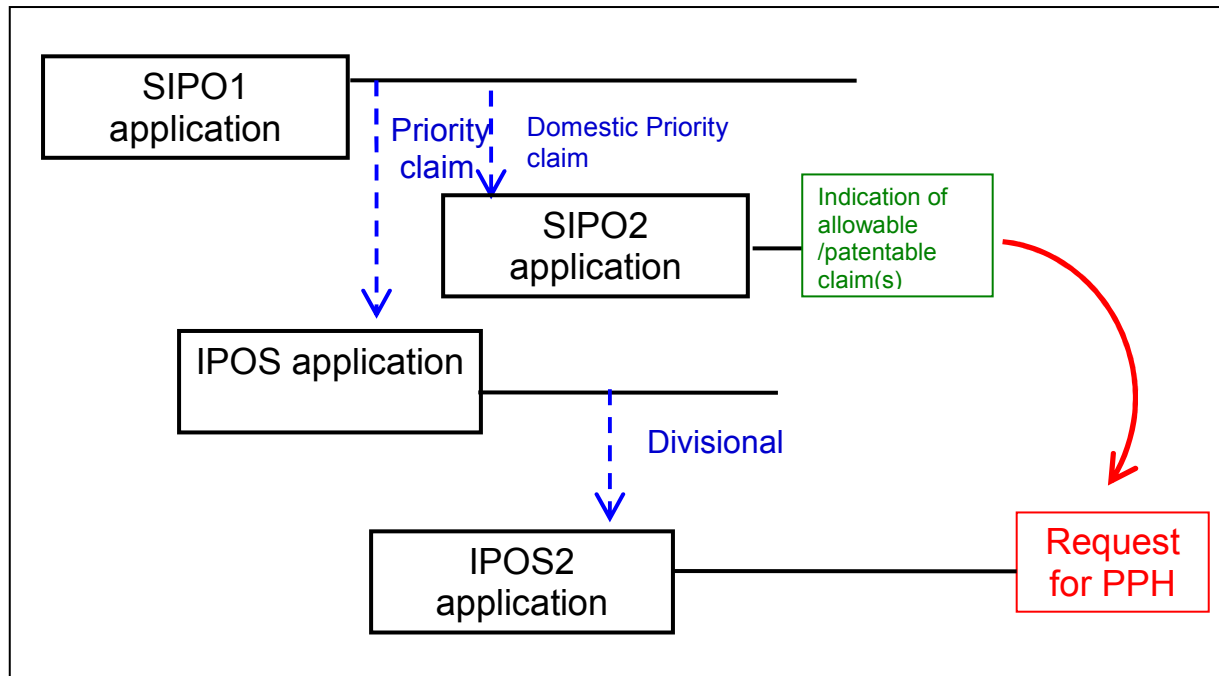 SIPO1
application
Priority
claim
Domestic Priority
claim
SIPO2
application
Indication of
allowable
/patentable
claim(s)
IPOS application
Divisional
IPOS2
application
Request
for PPH